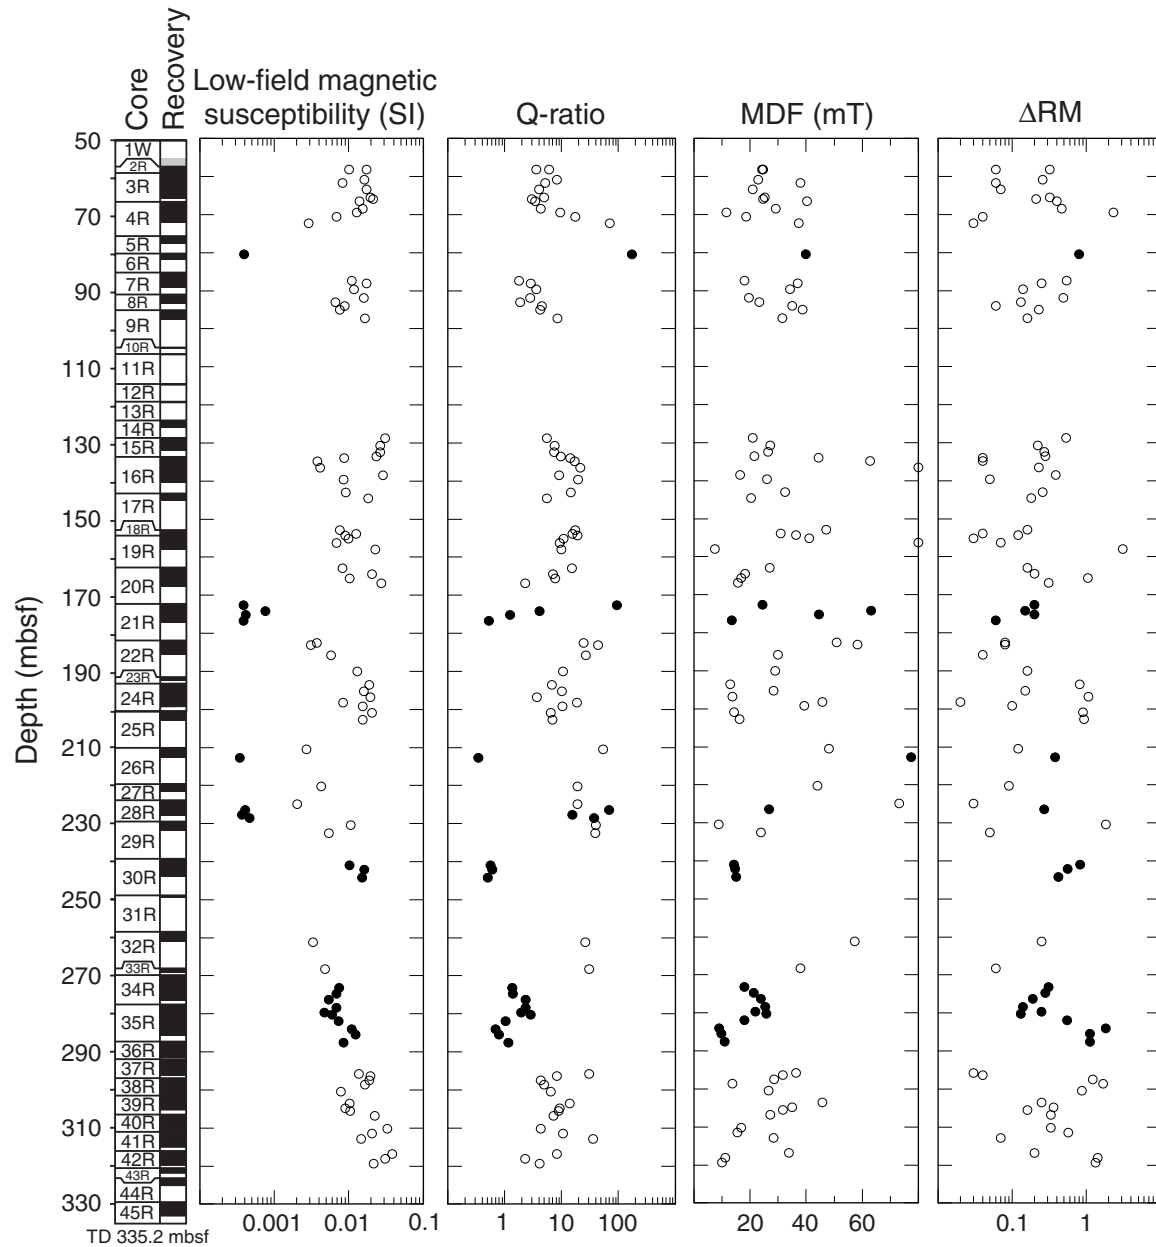 Core
Recovery
Low-field magnetic
susceptibility (SI)
Q-ratio
MDF (mT)
ΔRM
Depth (mbsf)
50
70
90
110
130
150
170
190
210
230
250
270
290
310
330
1W
2R
3R
4R
5R
6R
7R
8R
9R
10R
11R
12R
13R
14R
15R
16R
17R
18R
19R
20R
21R
22R
23R
24R
25R
26R
27R
28R
29R
30R
31R
32R
33R
34R
35R
36R
37R
38R
39R
40R
41R
42R
43R
44R
45R
TD 335.2 mbsf
0.001 0.01 0.1
1 10 100
20 40 60
0.1 1